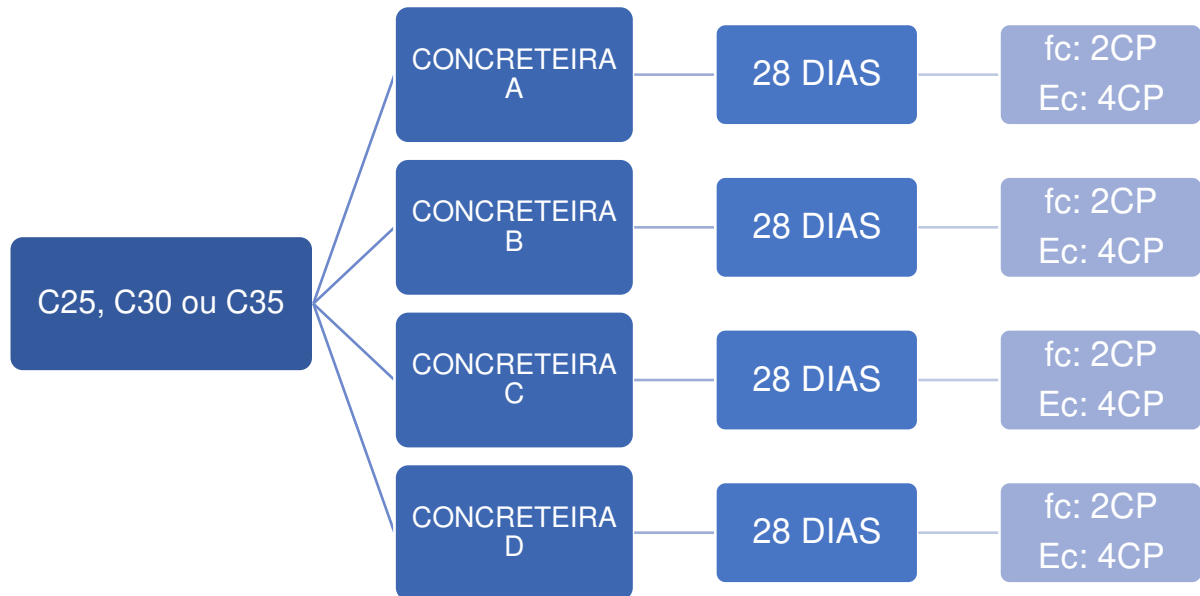 CONCRETEIRA
A
28 DIAS
fc: 2CP
Ec: 4CP
CONCRETEIRA
B
28 DIAS
fc: 2CP
Ec: 4CP
C25, C30 ou C35
CONCRETEIRA
C
28 DIAS
fc: 2CP
Ec: 4CP
CONCRETEIRA
D
28 DIAS
fc: 2CP
Ec: 4CP